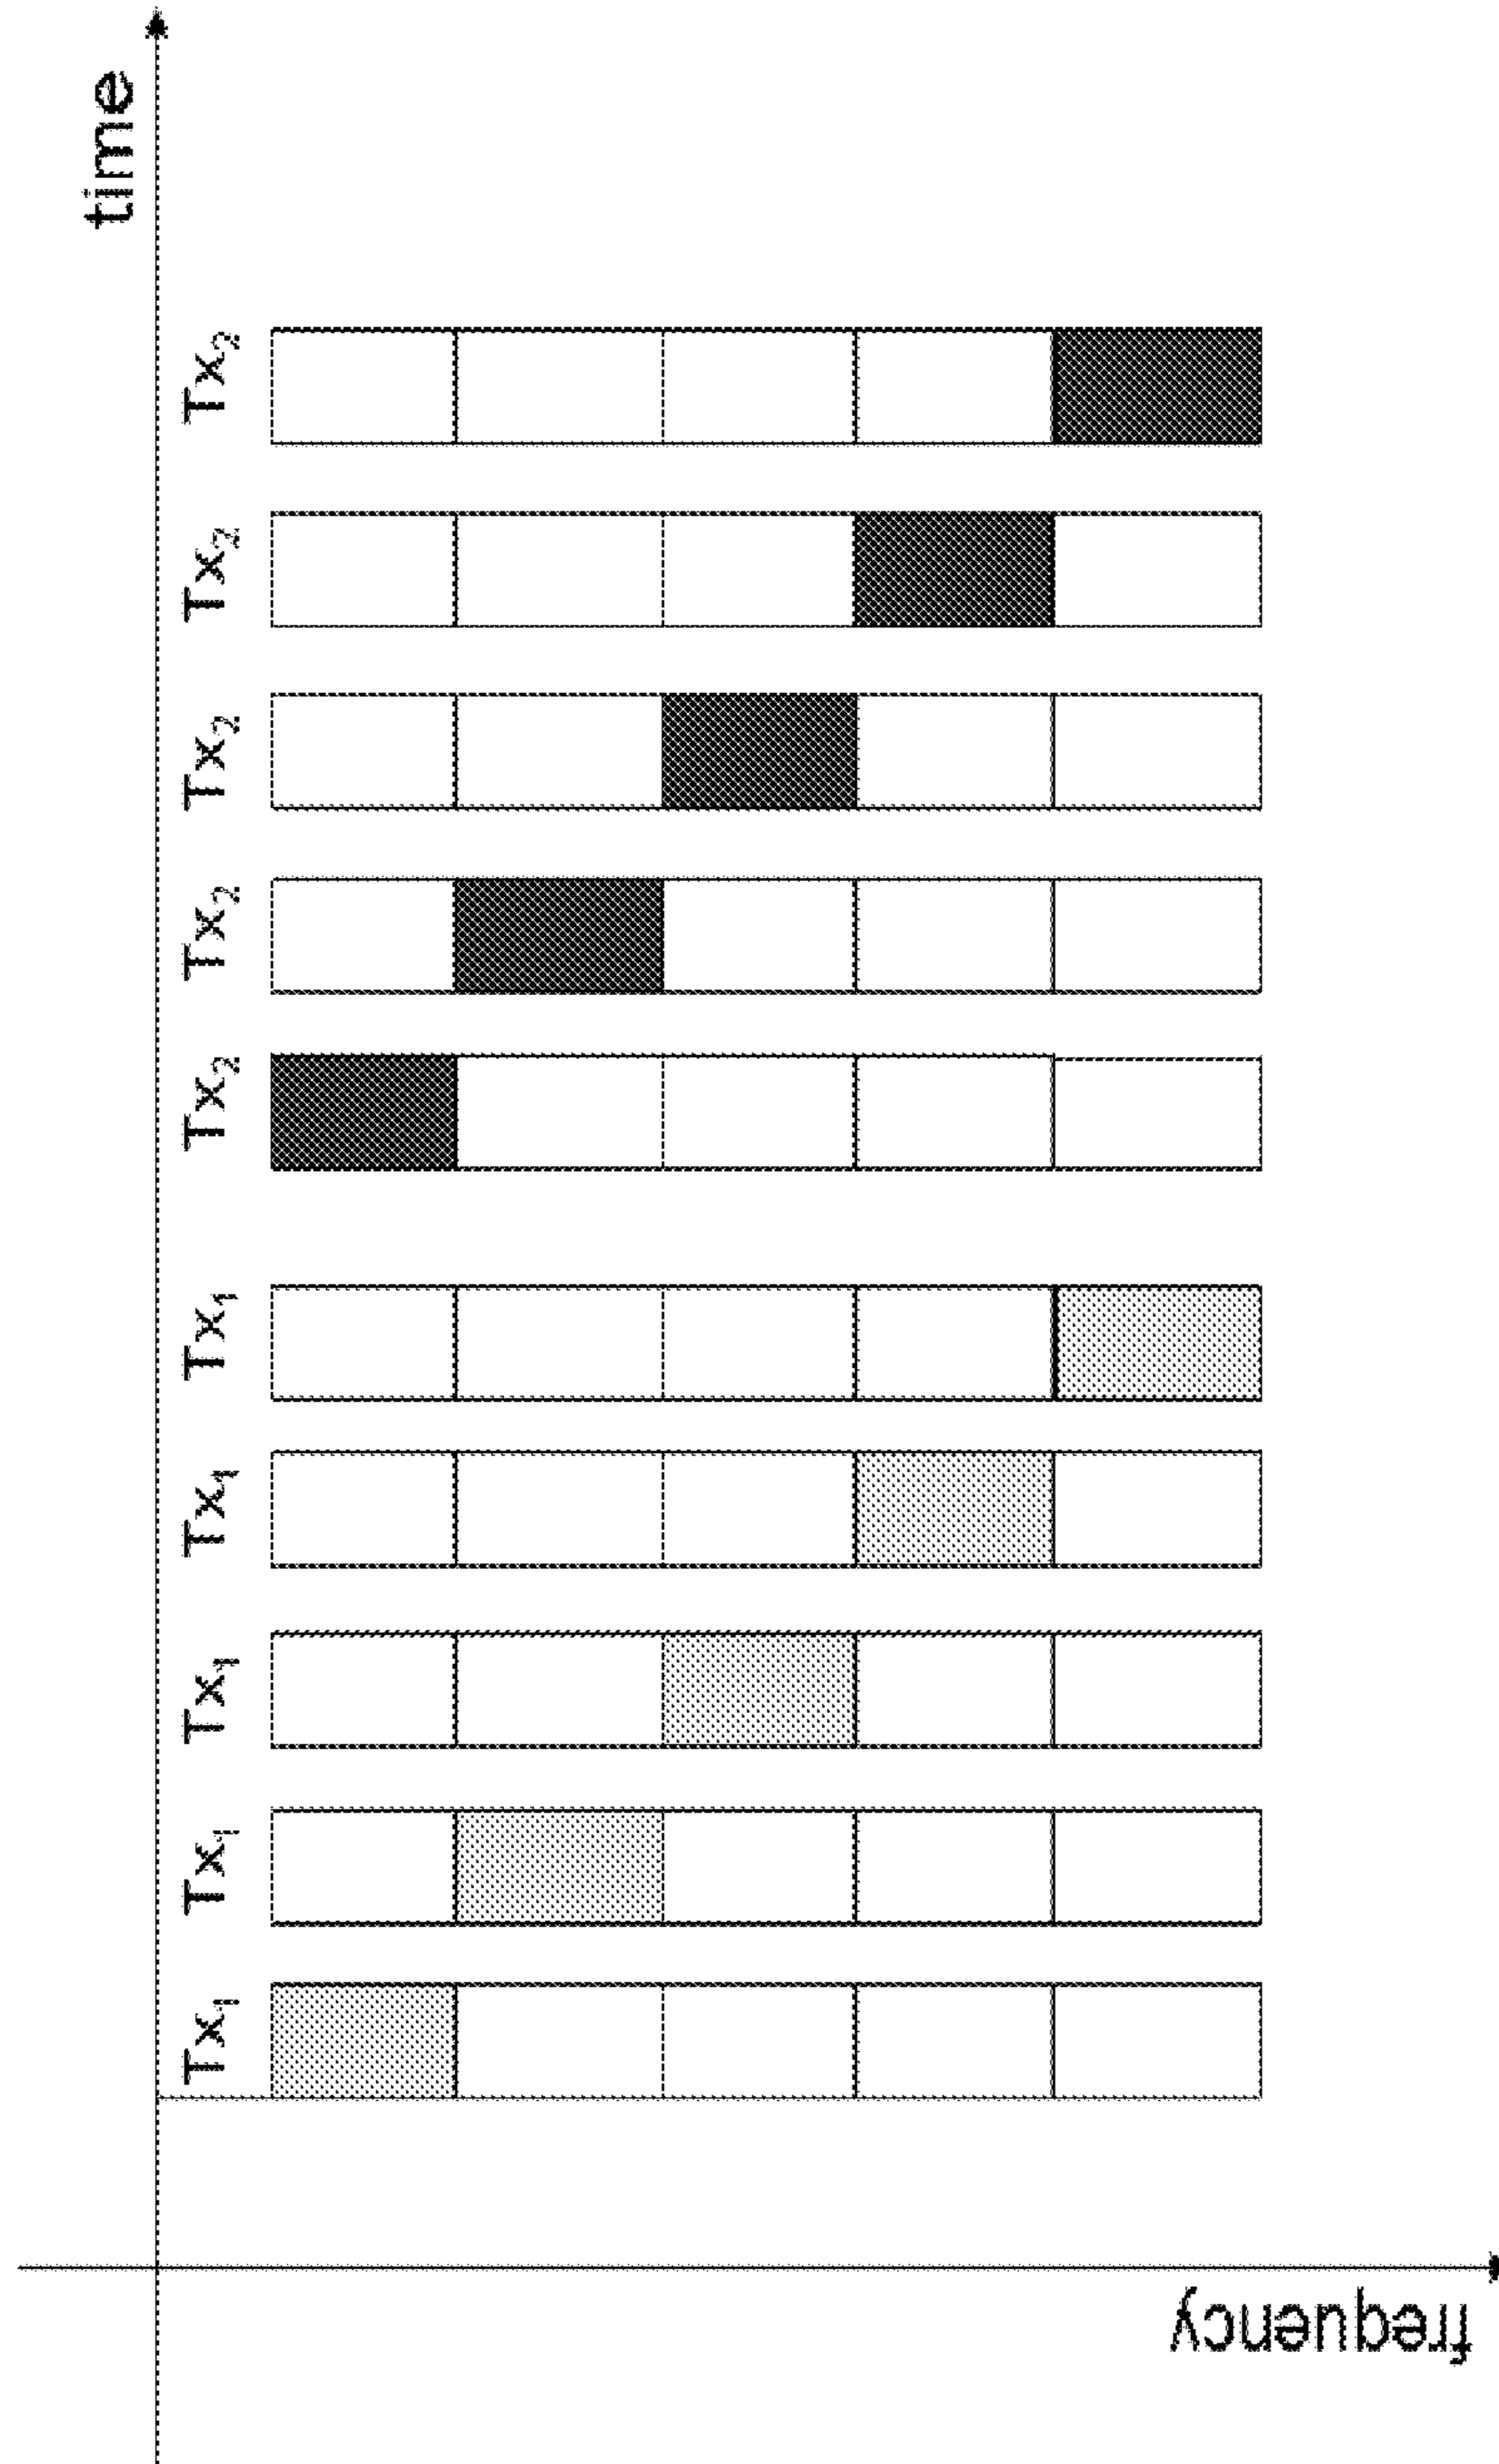 time
Tx₁ Tx₁ Tx₁ Tx₁ Tx₁ Tx₂ Tx₂ Tx₂ Tx₂ Tx₂
frequency